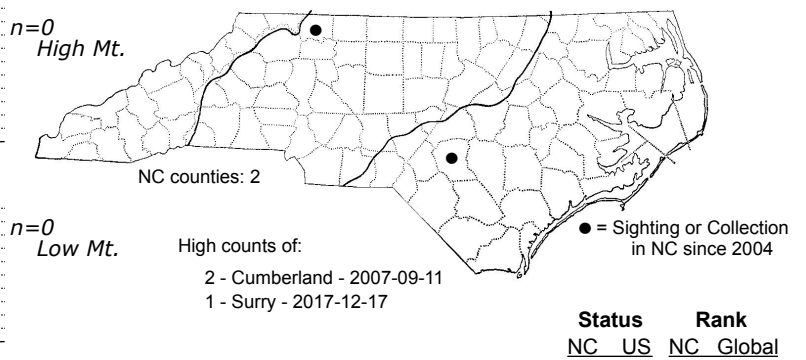 n=0
High Mt.
NC counties: 2
n=0
Low Mt.
High counts of:
2 - Cumberland - 2007-09-11
1 - Surry - 2017-12-17
● = Sighting or Collection
in NC since 2004
Status Rank
NC US NC Global